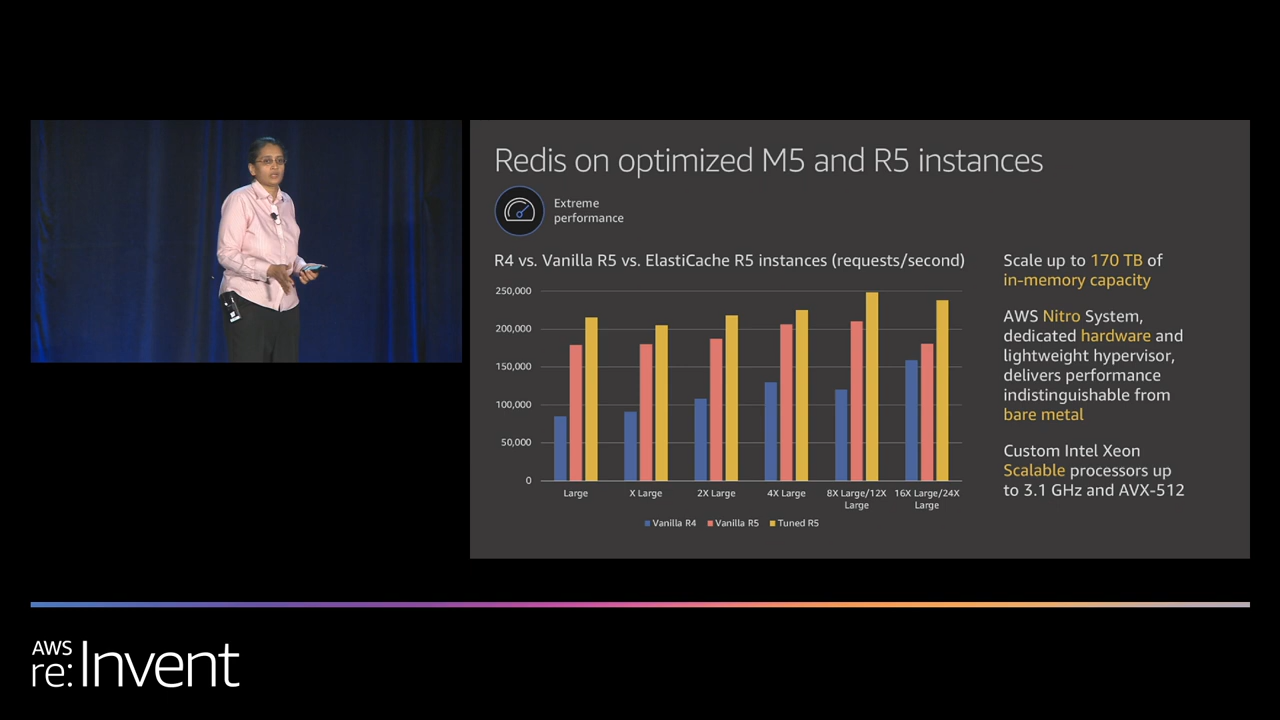 Redis on optimized M5 and R5 instances
Extreme
performance
R4 vs. Vanilla R5 vs. ElastiCache R5 instances (requests/second)
250,000
200,000
150,000
100,000
50,000
0
Large
X Large
2X Large
4X Large
8X Large/12X
Large
16X Large/24X
Large
Vanilla R4
Vanilla R5
Tuned R5
Scale up to 170 TB of
in-memory capacity
AWS Nitro System,
dedicated hardware and
lightweight hypervisor,
delivers performance
indistinguishable from
bare metal
Custom Intel Xeon
Scalable processors up
to 3.1 GHz and AVX-512
AWS
re:Invent